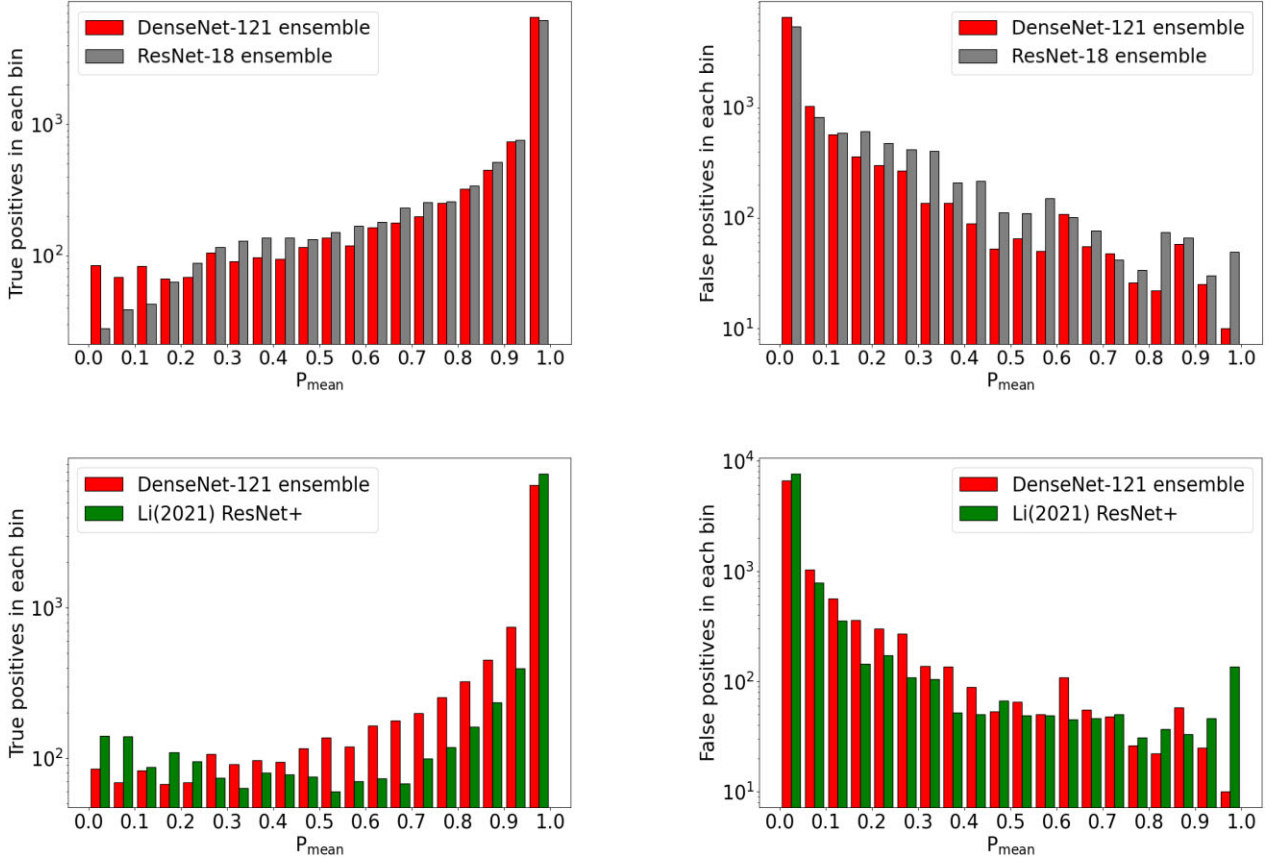 DenseNet-121 ensemble
ResNet-18 ensemble
True positives in each bin
10³
10²
0.0 0.1 0.2 0.3 0.4 0.5 0.6 0.7 0.8 0.9 1.0
Pmean
DenseNet-121 ensemble
ResNet-18 ensemble
False positives in each bin
10³
10²
10¹
0.0 0.1 0.2 0.3 0.4 0.5 0.6 0.7 0.8 0.9 1.0
Pmean
DenseNet-121 ensemble
Li(2021) ResNet+
True positives in each bin
10³
10²
0.0 0.1 0.2 0.3 0.4 0.5 0.6 0.7 0.8 0.9 1.0
Pmean
DenseNet-121 ensemble
Li(2021) ResNet+
False positives in each bin
10⁴
10³
10²
10¹
0.0 0.1 0.2 0.3 0.4 0.5 0.6 0.7 0.8 0.9 1.0
Pmean